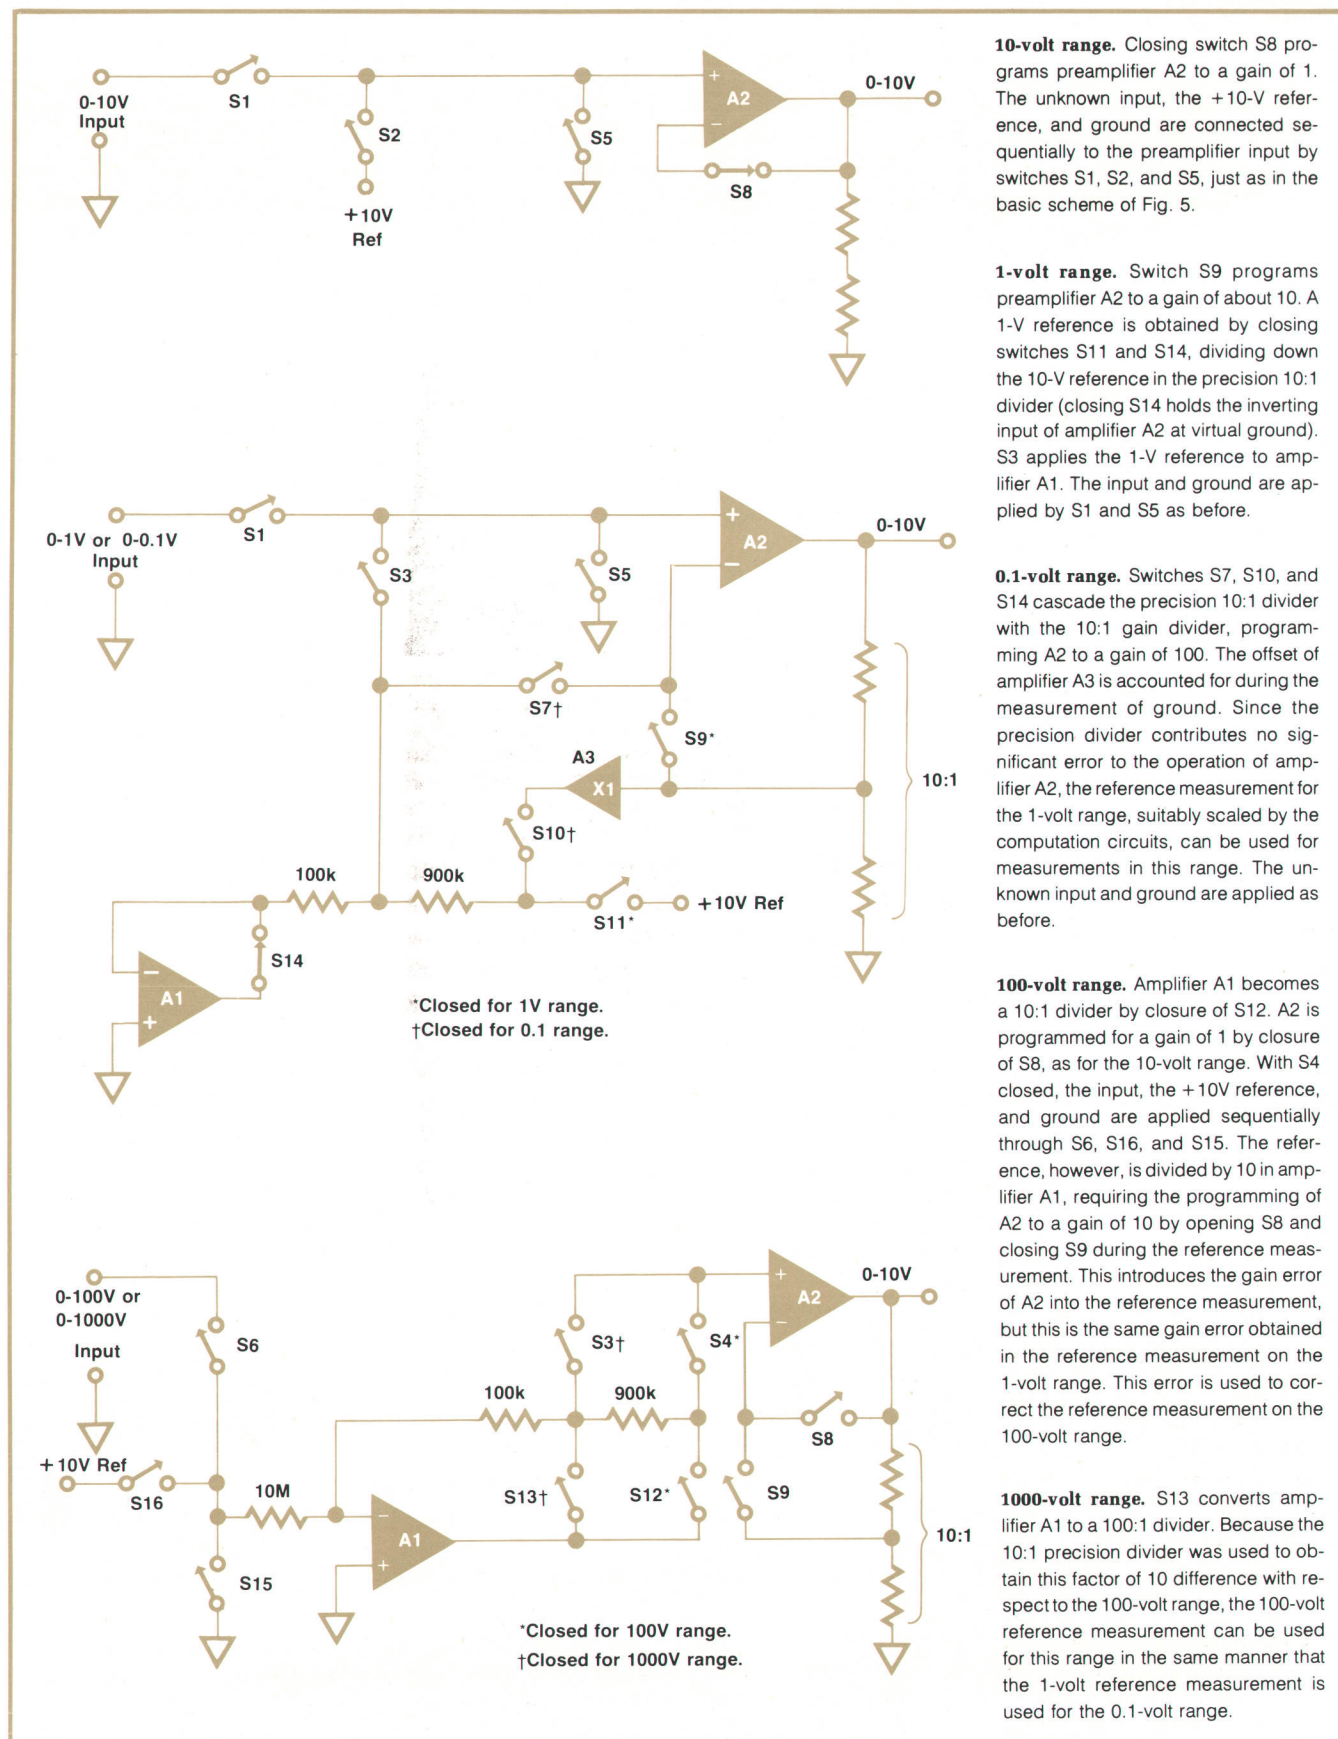 0-10V
Input
S1
S2
+10V
Ref
S5
+
−
A2
S8
0-10V
10-volt range. Closing switch S8 pro-
grams preamplifier A2 to a gain of 1.
The unknown input, the +10-V refer-
ence, and ground are connected se-
quentially to the preamplifier input by
switches S1, S2, and S5, just as in the
basic scheme of Fig. 5.
1-volt range. Switch S9 programs
preamplifier A2 to a gain of about 10. A
1-V reference is obtained by closing
switches S11 and S14, dividing down
the 10-V reference in the precision 10:1
divider (closing S14 holds the inverting
input of amplifier A2 at virtual ground).
S3 applies the 1-V reference to amp-
lifier A1. The input and ground are ap-
plied by S1 and S5 as before.
0-1V or 0-0.1V
Input
S1
S3
S5
+
−
A2
0-10V
S7†
S9*
A3
X1
S10†
10:1
100k
900k
S11*
+10V Ref
S14
−
A1
+
*Closed for 1V range.
†Closed for 0.1 range.
0.1-volt range. Switches S7, S10, and
S14 cascade the precision 10:1 divider
with the 10:1 gain divider, program-
ming A2 to a gain of 100. The offset of
amplifier A3 is accounted for during the
measurement of ground. Since the
precision divider contributes no sig-
nificant error to the operation of amp-
lifier A2, the reference measurement for
the 1-volt range, suitably scaled by the
computation circuits, can be used for
measurements in this range. The un-
known input and ground are applied as
before.
100-volt range. Amplifier A1 becomes
a 10:1 divider by closure of S12. A2 is
programmed for a gain of 1 by closure
of S8, as for the 10-volt range. With S4
closed, the input, the +10V reference,
and ground are applied sequentially
through S6, S16, and S15. The refer-
ence, however, is divided by 10 in amp-
lifier A1, requiring the programming of
A2 to a gain of 10 by opening S8 and
closing S9 during the reference meas-
urement. This introduces the gain error
of A2 into the reference measurement,
but this is the same gain error obtained
in the reference measurement on the
1-volt range. This error is used to cor-
rect the reference measurement on the
100-volt range.
0-100V or
0-1000V
Input
S6
+10V Ref
S16
10M
S15
−
A1
+
100k
900k
S3†
S4*
S13†
S12*
+
−
A2
0-10V
S8
S9
10:1
*Closed for 100V range.
†Closed for 1000V range.
1000-volt range. S13 converts amp-
lifier A1 to a 100:1 divider. Because the
10:1 precision divider was used to ob-
tain this factor of 10 difference with re-
spect to the 100-volt range, the 100-volt
reference measurement can be used
for this range in the same manner that
the 1-volt reference measurement is
used for the 0.1-volt range.